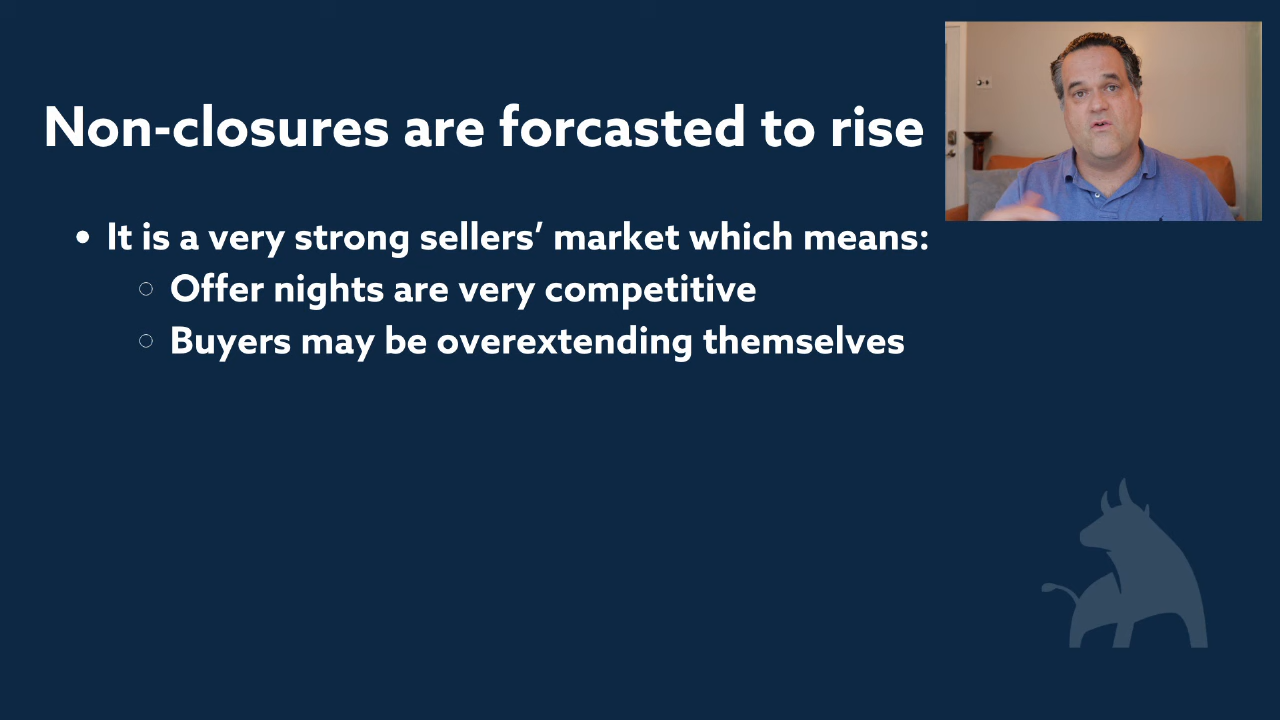 Non-closures are forcasted to rise
• It is a very strong sellers’ market which means:
○ Offer nights are very competitive
○ Buyers may be overextending themselves